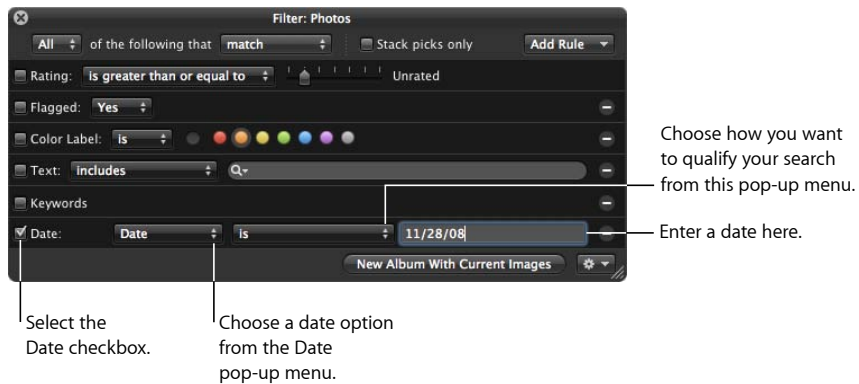 Filter: Photos
All of the following that match Stack picks only Add Rule
Rating: is greater than or equal to Unrated
Flagged: Yes
Color Label: is
Text: includes
Keywords
Date: Date is 11/28/08
New Album With Current Images
Choose how you want
to qualify your search
from this pop-up menu.
Enter a date here.
Select the
Date checkbox.
Choose a date option
from the Date
pop-up menu.